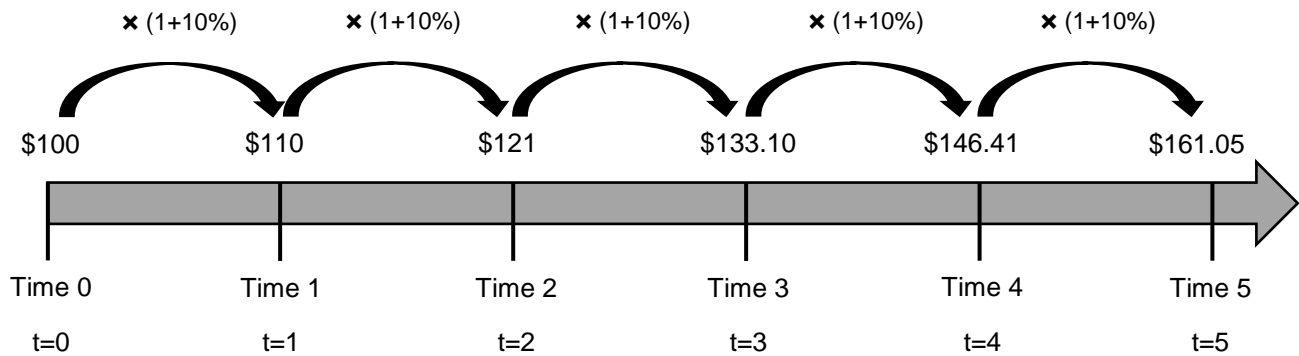 × (1+10%) × (1+10%) × (1+10%) × (1+10%) × (1+10%)
$100 $110 $121 $133.10 $146.41 $161.05
Time 0 Time 1 Time 2 Time 3 Time 4 Time 5
t=0 t=1 t=2 t=3 t=4 t=5